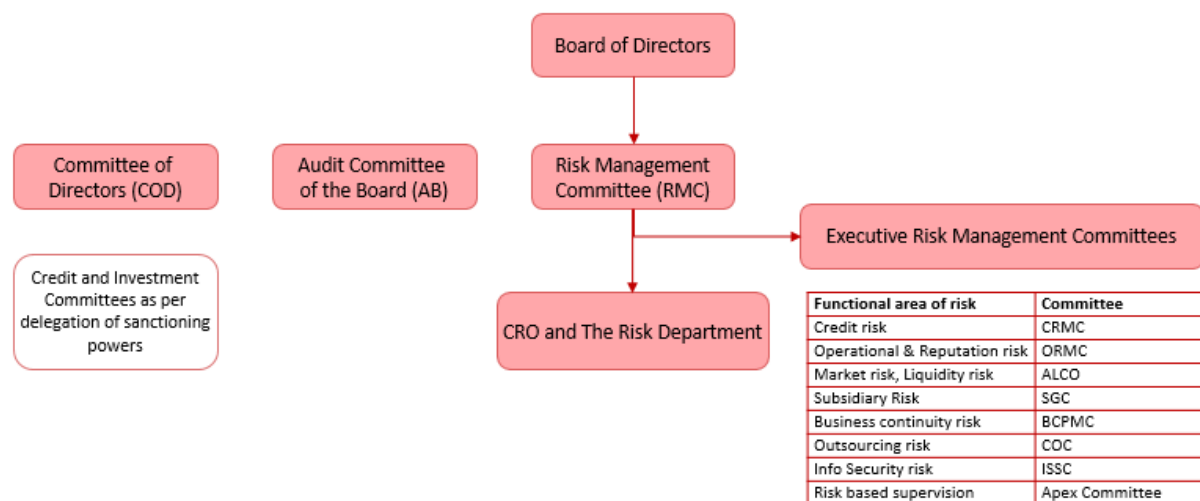 Board of Directors
Committee of
Directors (COD)
Audit Committee
of the Board (AB)
Risk Management
Committee (RMC)
Executive Risk Management Committees
Credit and Investment
Committees as per
delegation of sanctioning
powers
CRO and The Risk Department
Functional area of risk Committee
Credit risk CRMC
Operational & Reputation risk ORMC
Market risk, Liquidity risk ALCO
Subsidiary Risk SGC
Business continuity risk BCPMC
Outsourcing risk COC
Info Security risk ISSC
Risk based supervision Apex Committee